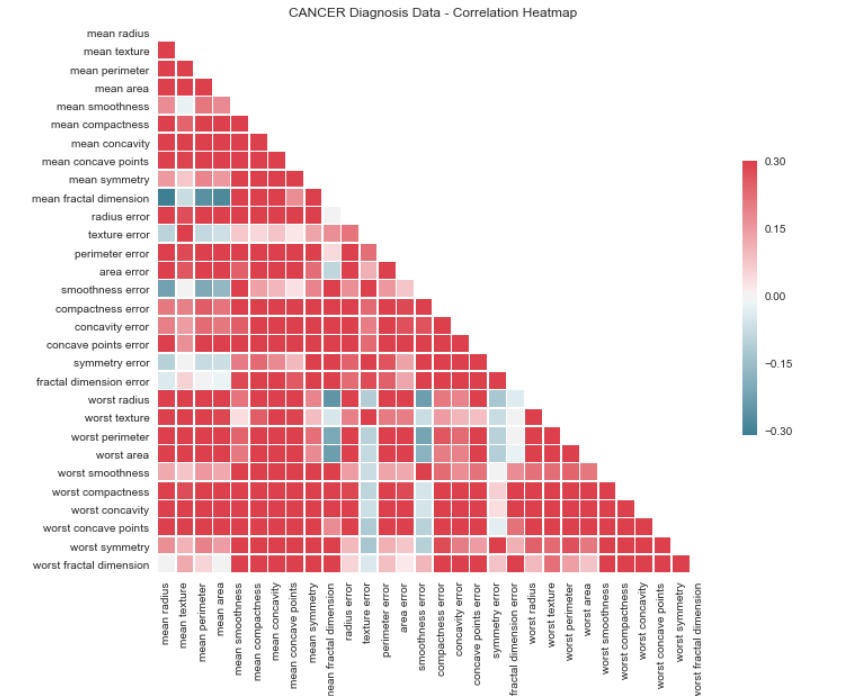 CANCER Diagnosis Data - Correlation Heatmap
mean radius
mean texture
mean perimeter
mean area
mean smoothness
mean compactness
mean concavity
mean concave points
mean symmetry
mean fractal dimension
radius error
texture error
perimeter error
area error
smoothness error
compactness error
concavity error
concave points error
symmetry error
fractal dimension error
worst radius
worst texture
worst perimeter
worst area
worst smoothness
worst compactness
worst concavity
worst concave points
worst symmetry
worst fractal dimension
0.30
0.15
0.00
−0.15
−0.30
mean radius
mean texture
mean perimeter
mean area
mean smoothness
mean compactness
mean concavity
mean concave points
mean symmetry
mean fractal dimension
radius error
texture error
perimeter error
area error
smoothness error
compactness error
concavity error
concave points error
symmetry error
fractal dimension error
worst radius
worst texture
worst perimeter
worst area
worst smoothness
worst compactness
worst concavity
worst concave points
worst symmetry
worst fractal dimension